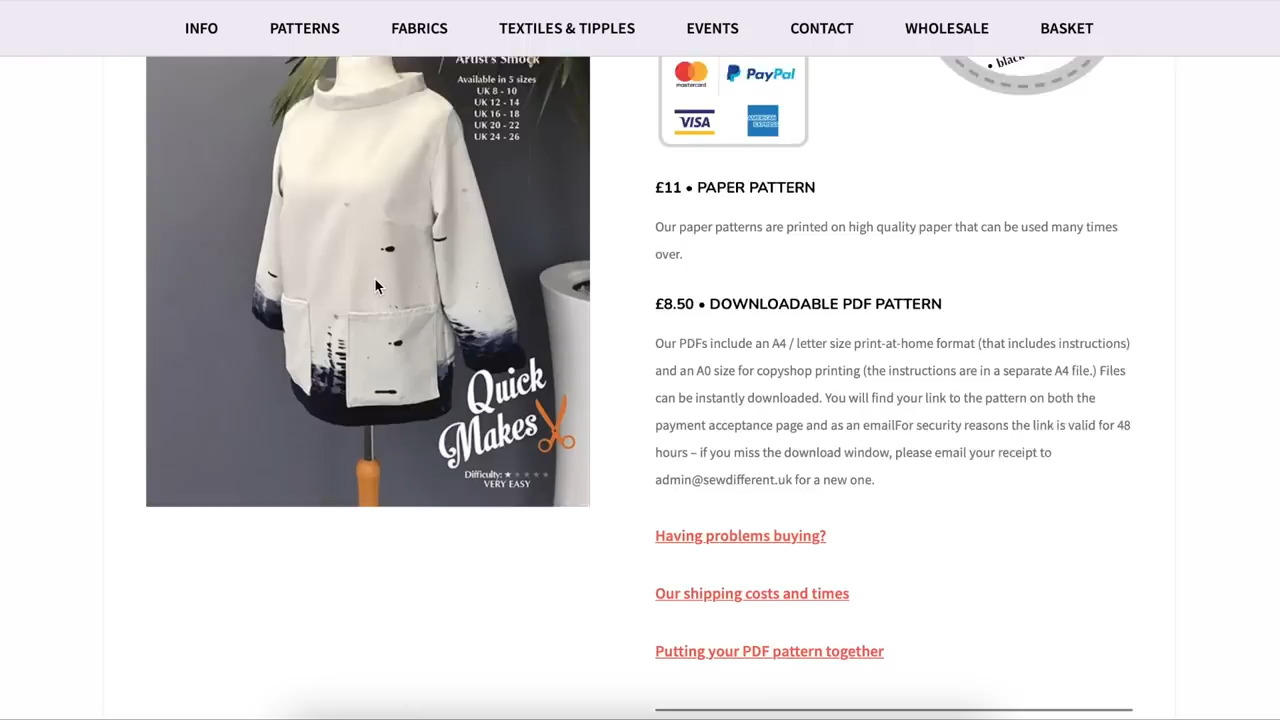 INFO PATTERNS FABRICS TEXTILES & TIPPLES EVENTS CONTACT WHOLESALE BASKET
Artist's Smock
Available in 5 sizes
UK 8 - 10
UK 12 - 14
UK 16 - 18
UK 20 - 22
UK 24 - 26
Quick
Makes
Difficulty:
VERY EASY
mastercard
PayPal
VISA
AMERICAN EXPRESS
• black
£11 • PAPER PATTERN
Our paper patterns are printed on high quality paper that can be used many times
over.
£8.50 • DOWNLOADABLE PDF PATTERN
Our PDFs include an A4 / letter size print-at-home format (that includes instructions)
and an A0 size for copyshop printing (the instructions are in a separate A4 file.) Files
can be instantly downloaded. You will find your link to the pattern on both the
payment acceptance page and as an emailFor security reasons the link is valid for 48
hours – if you miss the download window, please email your receipt to
admin@sewdifferent.uk for a new one.
Having problems buying?
Our shipping costs and times
Putting your PDF pattern together